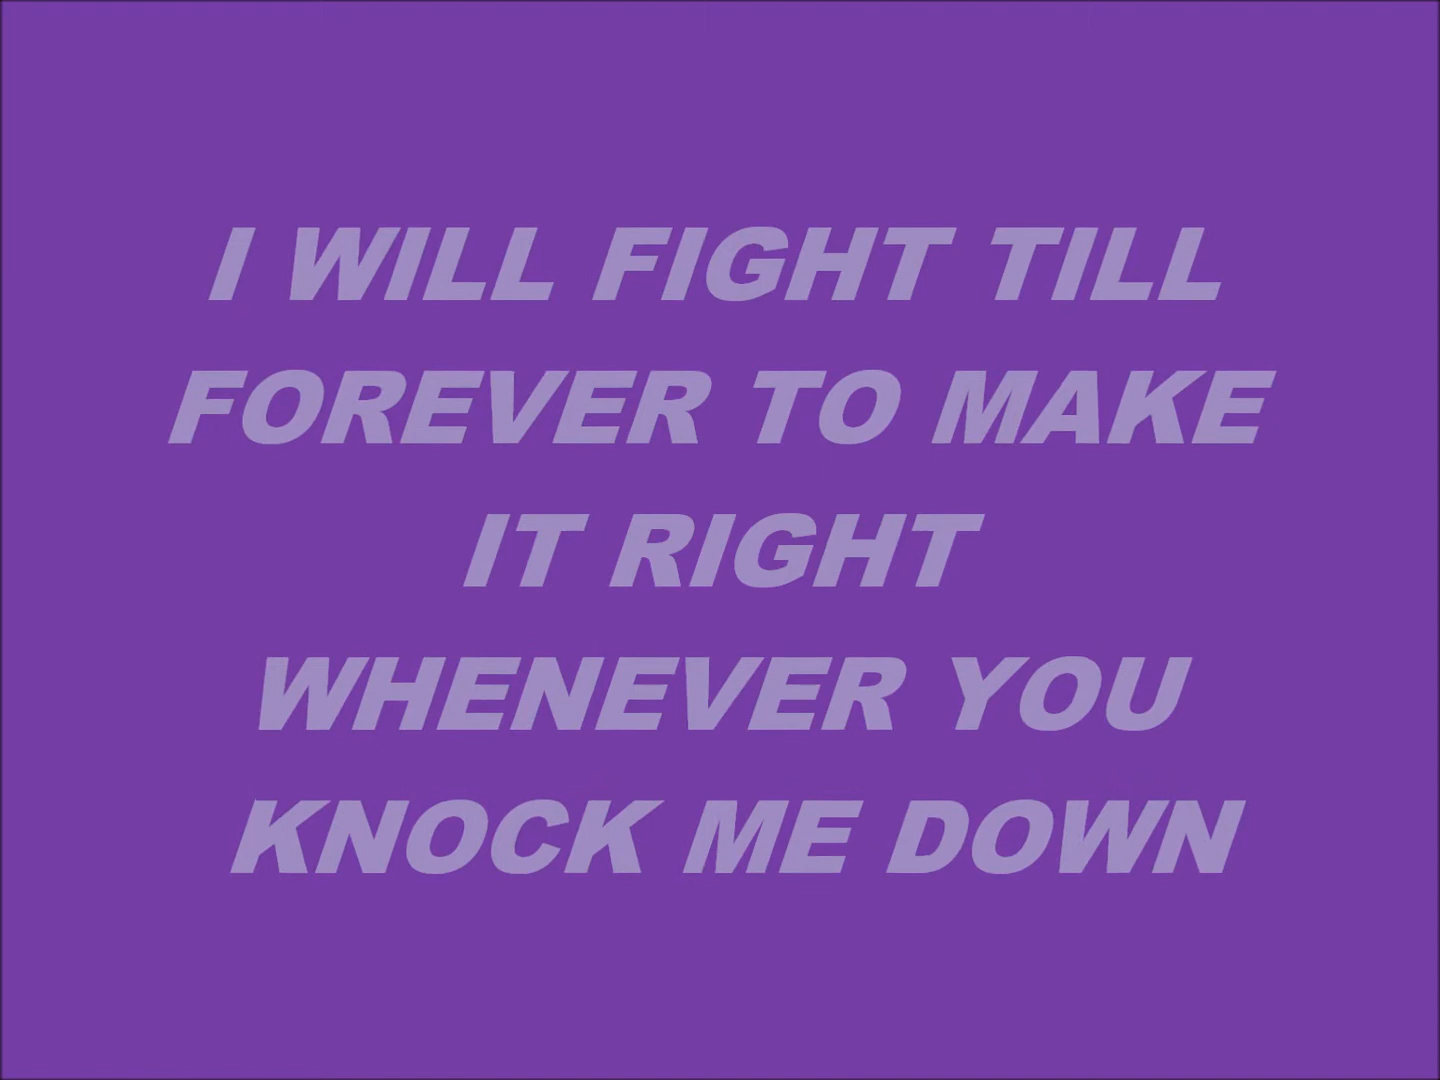 I WILL FIGHT TILL
FOREVER TO MAKE
IT RIGHT
WHENEVER YOU
KNOCK ME DOWN